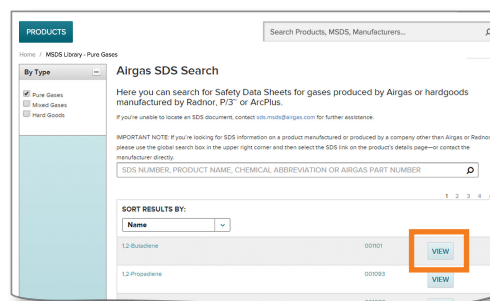 PRODUCTS
Search Products, MSDS, Manufacturers...
Home / MSDS Library - Pure Gases
By Type
Airgas SDS Search
Pure Gases
Mixed Gases
Hard Goods
Here you can search for Safety Data Sheets for gases produced by Airgas or hardgoods
manufactured by Radnor, P/3™ or ArcPlus.
If you're unable to locate an SDS document, contact sds.msds@airgas.com for further assistance.
IMPORTANT NOTE: If you're looking for SDS information on a product manufactured or produced by a company other than Airgas or Radnor
please use the global search box in the upper right corner and then select the SDS link on the product's details page—or contact the
manufacturer directly.
SDS NUMBER, PRODUCT NAME, CHEMICAL ABBREVIATION OR AIRGAS PART NUMBER
1 2 3 4
SORT RESULTS BY:
Name
1,2-Butadiene 001101 VIEW
1,2-Propadiene 001093 VIEW